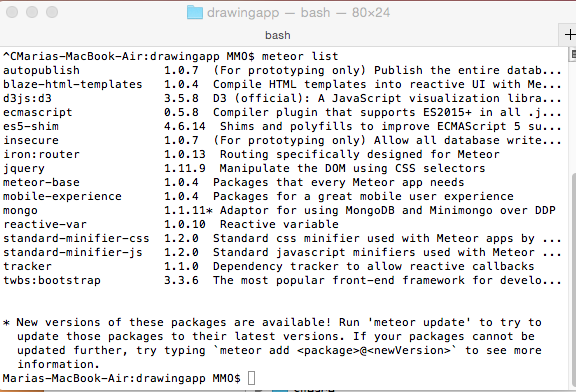 drawingapp — bash — 80×24
bash
^CMarias-MacBook-Air:drawingapp MMO$ meteor list
autopublish 1.0.7 (For prototyping only) Publish the entire datab...
blaze-html-templates 1.0.4 Compile HTML templates into reactive UI with Me...
d3js:d3 3.5.8 D3 (official): A JavaScript visualization libra...
ecmascript 0.5.8 Compiler plugin that supports ES2015+ in all .j...
es5-shim 4.6.14 Shims and polyfills to improve ECMAScript 5 su...
insecure 1.0.7 (For prototyping only) Allow all database write...
iron:router 1.0.13 Routing specifically designed for Meteor
jquery 1.11.9 Manipulate the DOM using CSS selectors
meteor-base 1.0.4 Packages that every Meteor app needs
mobile-experience 1.0.4 Packages for a great mobile user experience
mongo 1.1.11* Adaptor for using MongoDB and Minimongo over DDP
reactive-var 1.0.10 Reactive variable
standard-minifier-css 1.2.0 Standard css minifier used with Meteor apps by ...
standard-minifier-js 1.2.0 Standard javascript minifiers used with Meteor ...
tracker 1.1.0 Dependency tracker to allow reactive callbacks
twbs:bootstrap 3.3.6 The most popular front-end framework for develo...
* New versions of these packages are available! Run 'meteor update' to try to
update those packages to their latest versions. If your packages cannot be
updated further, try typing `meteor add <package>@<newVersion>` to see more
information.
Marias-MacBook-Air:drawingapp MMO$